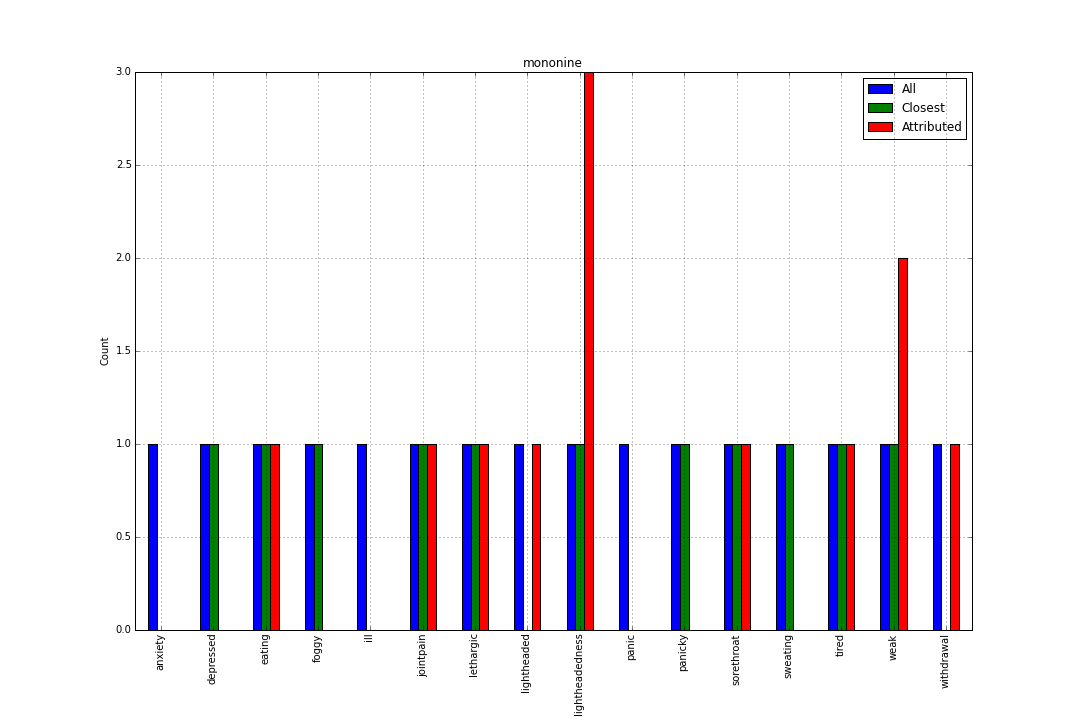 mononine
All
Closest
Attributed
Count
3.0
2.5
2.0
1.5
1.0
0.5
0.0
anxiety
depressed
eating
foggy
ill
jointpain
lethargic
lightheaded
lightheadedness
panic
panicky
sorethroat
sweating
tired
weak
withdrawal